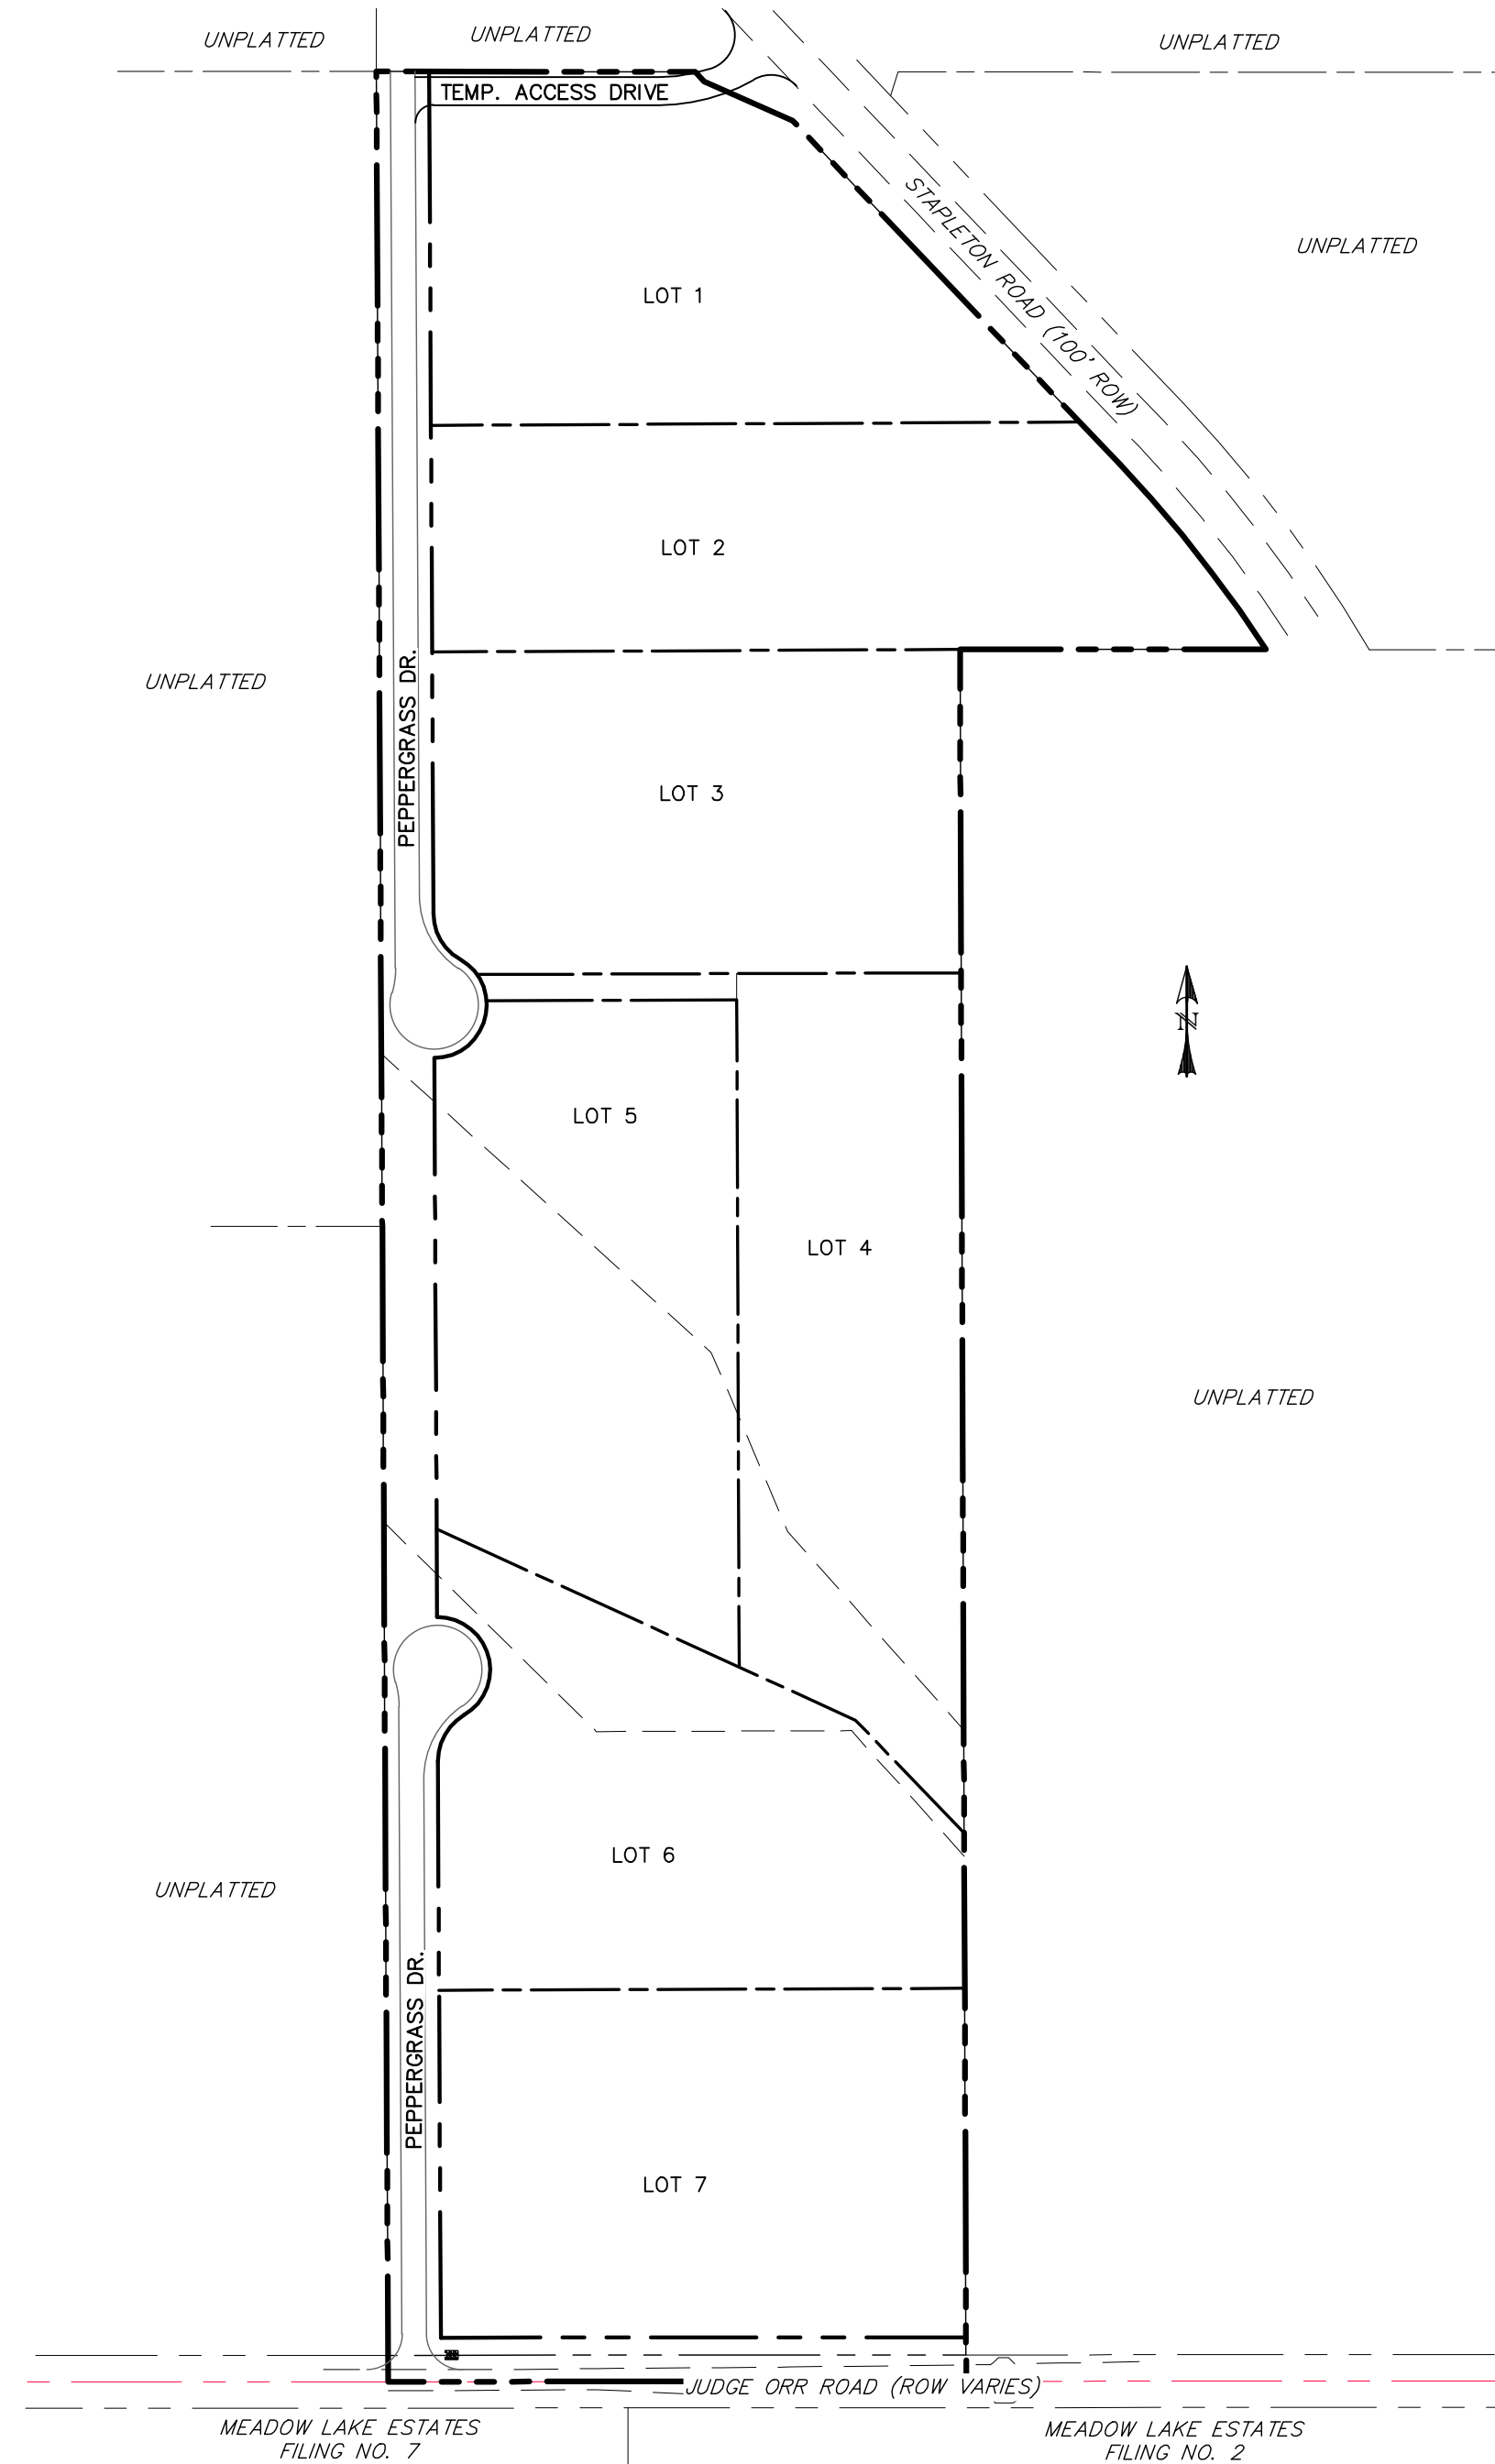 UNPLATTED
UNPLATTED
UNPLATTED
TEMP. ACCESS DRIVE
STAPLETON ROAD (100' ROW)
UNPLATTED
LOT 1
LOT 2
UNPLATTED
PEPPERGRASS DR.
LOT 3
N
LOT 5
LOT 4
UNPLATTED
LOT 6
UNPLATTED
PEPPERGRASS DR.
LOT 7
JUDGE ORR ROAD (ROW VARIES)
MEADOW LAKE ESTATES
FILING NO. 7
MEADOW LAKE ESTATES
FILING NO. 2